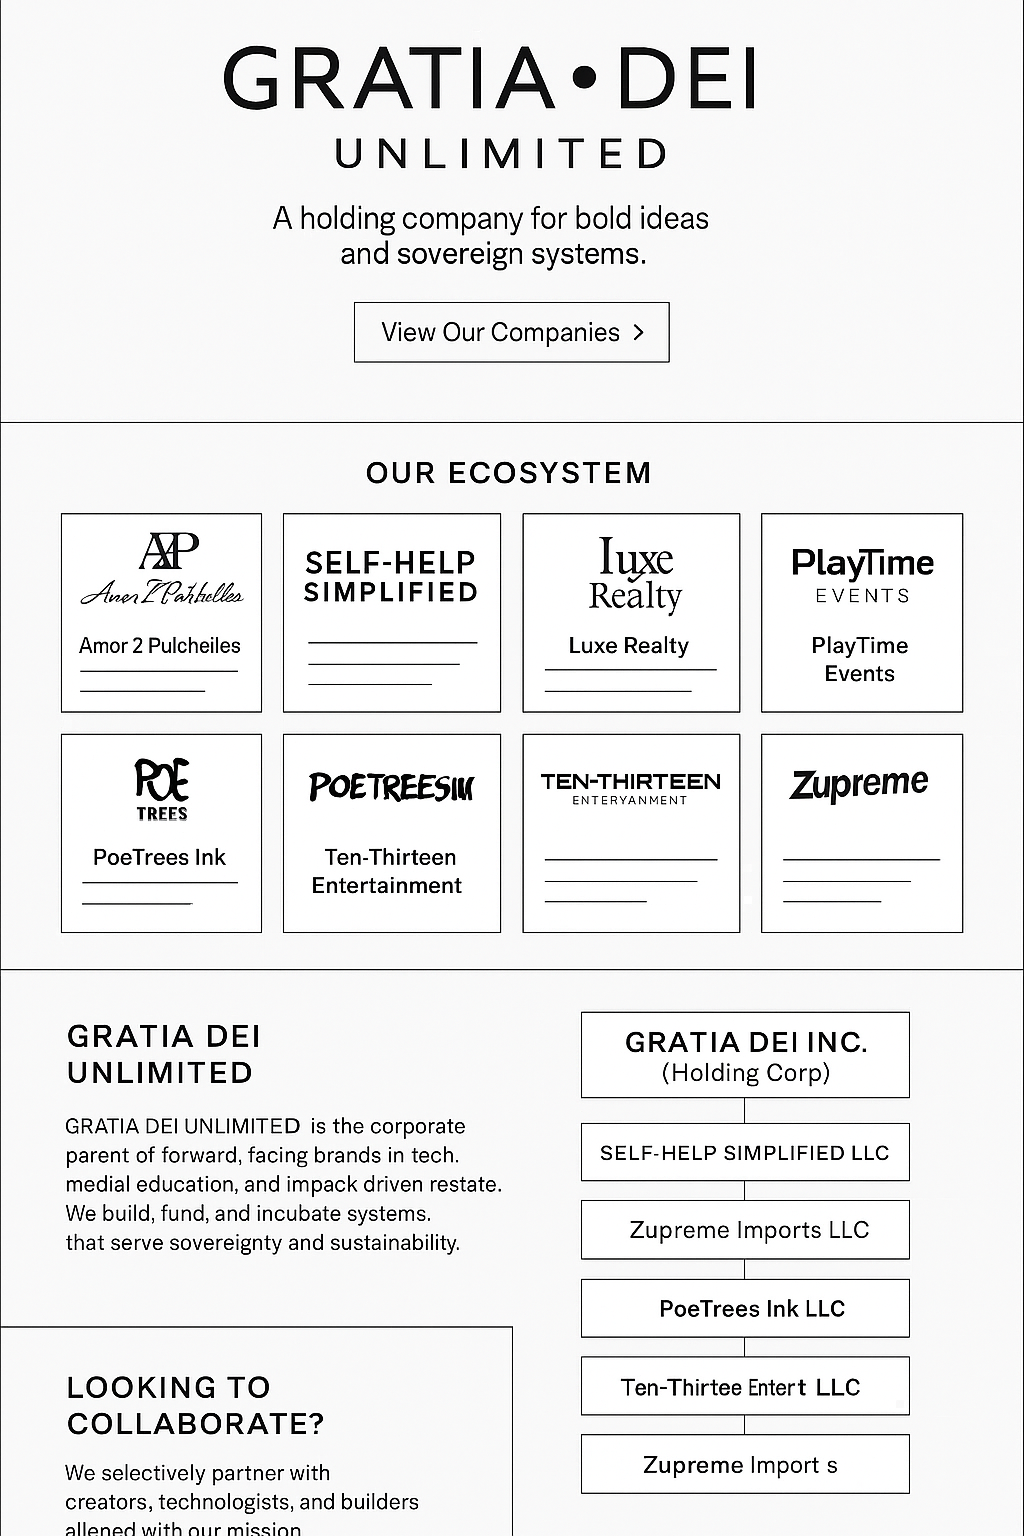 GRATIA•DEI
UNLIMITED
A holding company for bold ideas
and sovereign systems.
View Our Companies >
OUR ECOSYSTEM
Amor 2 Pulcheiles
SELF-HELP
SIMPLIFIED
Luxe
Realty
Luxe Realty
PlayTime
EVENTS
PlayTime
Events
POE
TREES
PoeTrees Ink
Ten-Thirteen
Entertainment
TEN-THIRTEEN
ENTERYANMENT
Zupreme
GRATIA DEI
UNLIMITED
GRATIA DEI UNLIMITED is the corporate
parent of forward, facing brands in tech.
medial education, and impack driven restate.
We build, fund, and incubate systems.
that serve sovereignty and sustainability.
GRATIA DEI INC.
(Holding Corp)
SELF-HELP SIMPLIFIED LLC
Zupreme Imports LLC
PoeTrees Ink LLC
Ten-Thirtee Entert LLC
Zupreme Import s
LOOKING TO
COLLABORATE?
We selectively partner with
creators, technologists, and builders
allened with our mission